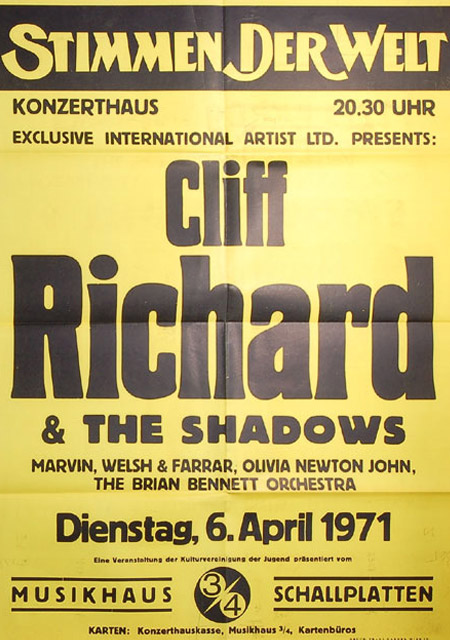 STIMMEN DER WELT
KONZERTHAUS 20,30 UHR
EXCLUSIVE INTERNATIONAL ARTIST LTD. PRESENTS:
Cliff
Richard
& THE SHADOWS
MARVIN, WELSH & FARRAR, OLIVIA NEWTON JOHN,
THE BRIAN BENNETT ORCHESTRA
Dienstag, 6. April 1971
Eine Veranstaltung der Kulturvereinigung der Jugend präsentiert vom
MUSIKHAUS 3/4 SCHALLPLATTEN
KARTEN: Konzerthauskasse, Musikhaus 3/4, Kartenbüros